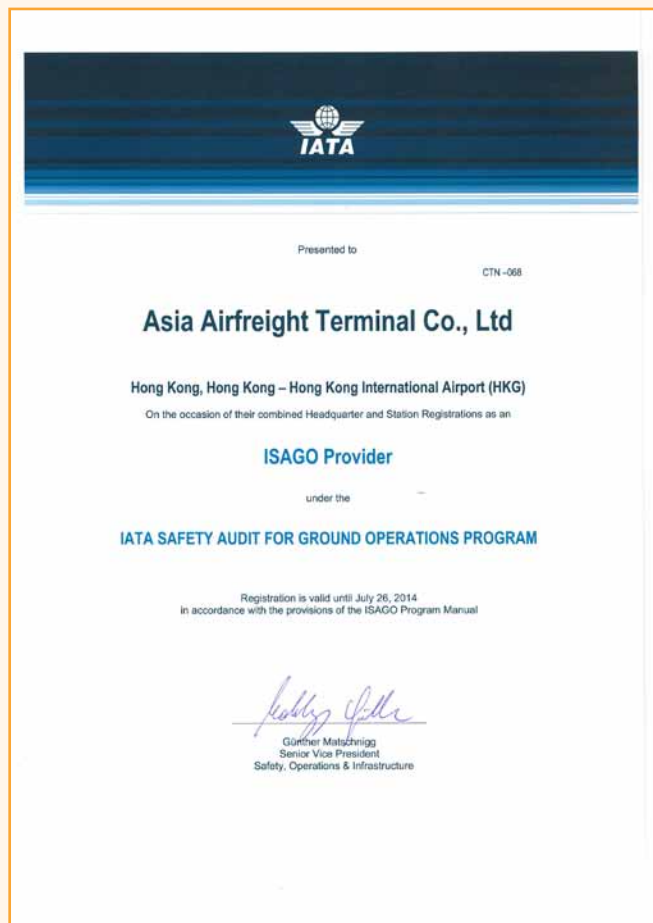 IATA
Presented to
CTN -068
Asia Airfreight Terminal Co., Ltd
Hong Kong, Hong Kong – Hong Kong International Airport (HKG)
On the occasion of their combined Headquarter and Station Registrations as an
ISAGO Provider
under the
IATA SAFETY AUDIT FOR GROUND OPERATIONS PROGRAM
Registration is valid until July 26, 2014
in accordance with the provisions of the ISAGO Program Manual
Günther Matschnigg
Senior Vice President
Safety, Operations & Infrastructure